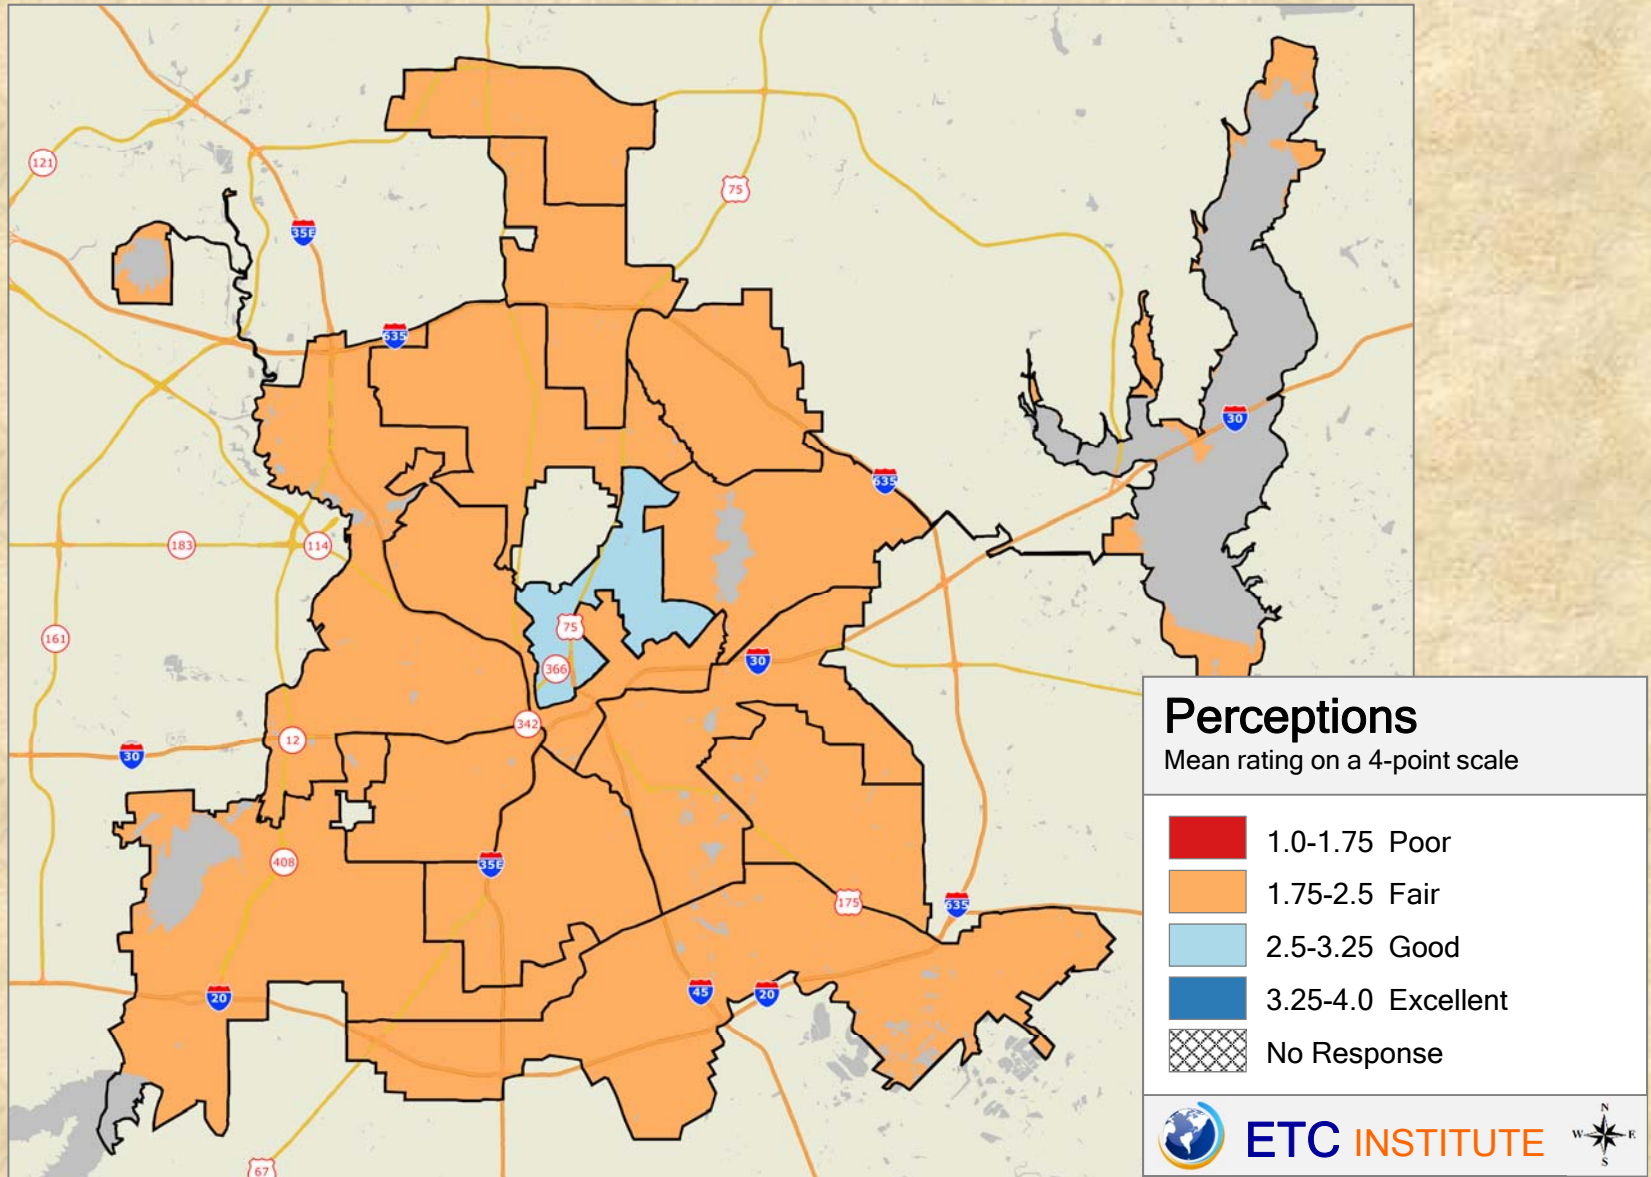 121
75
35E
635
30
635
183
114
161
75
366
30
342
12
30
408
35E
175
635
20
45
20
67
Perceptions
Mean rating on a 4-point scale
1.0-1.75 Poor
1.75-2.5 Fair
2.5-3.25 Good
3.25-4.0 Excellent
No Response
ETC INSTITUTE
N
W E
S